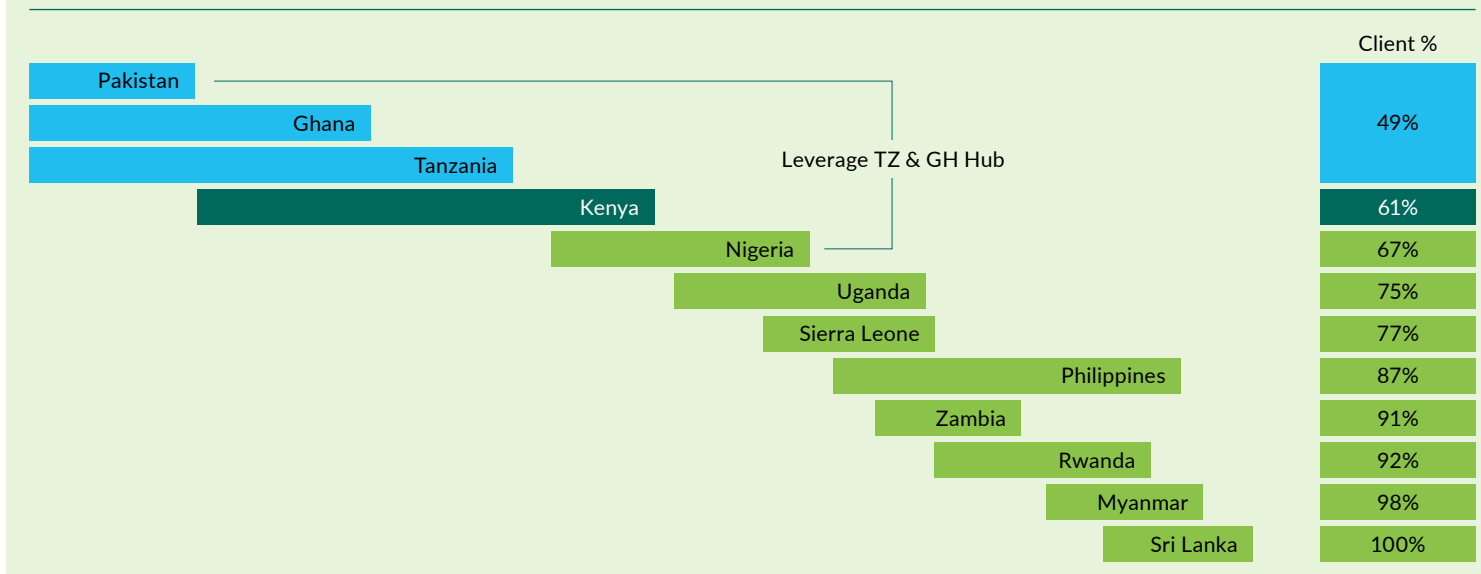 Client %
Pakistan
Ghana
49%
Tanzania
Leverage TZ & GH Hub
Kenya
61%
Nigeria
67%
Uganda
75%
Sierra Leone
77%
Philippines
87%
Zambia
91%
Rwanda
92%
Myanmar
98%
Sri Lanka
100%